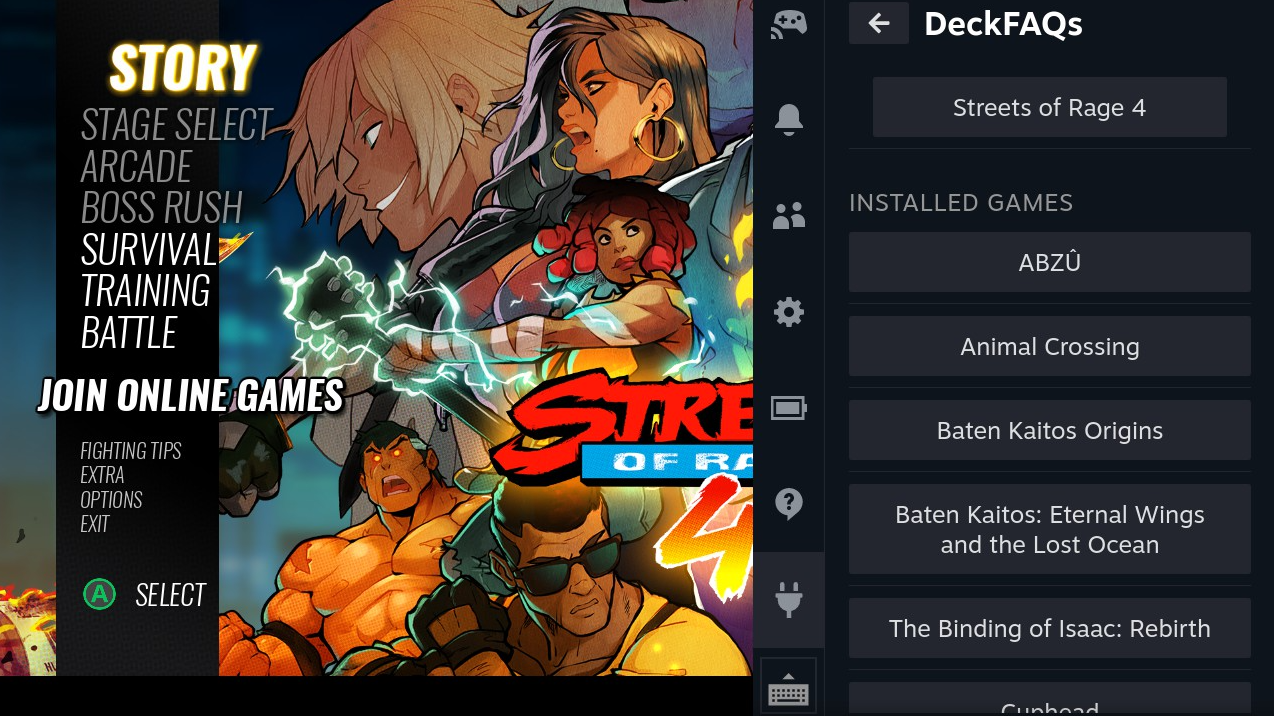 STORY
STAGE SELECT
ARCADE
BOSS RUSH
SURVIVAL
TRAINING
BATTLE
JOIN ONLINE GAMES
FIGHTING TIPS
EXTRA
OPTIONS
EXIT
A SELECT
STRE
OF RA
4
DeckFAQs
Streets of Rage 4
INSTALLED GAMES
ABZÛ
Animal Crossing
Baten Kaitos Origins
Baten Kaitos: Eternal Wings
and the Lost Ocean
The Binding of Isaac: Rebirth
Cuphead